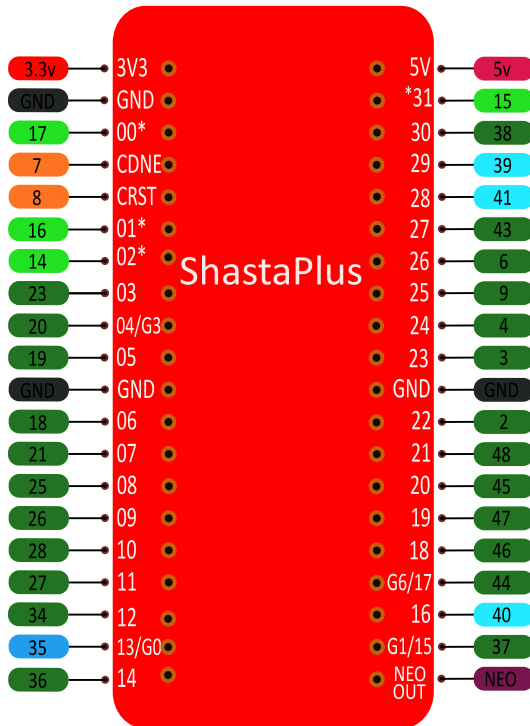 3.3v 3V3 5V 5v
GND GND *31 15
17 00* 30 38
7 CDNE 29 39
8 CRST 28 41
16 01* 27 43
14 02* 26 6
ShastaPlus
23 03 25 9
20 04/G3 24 4
19 05 23 3
GND GND GND GND
18 06 22 2
21 07 21 48
25 08 20 45
26 09 19 47
28 10 18 46
27 11 G6/17 44
34 12 16 40
35 13/G0 G1/15 37
36 14 NEO NEO
OUT